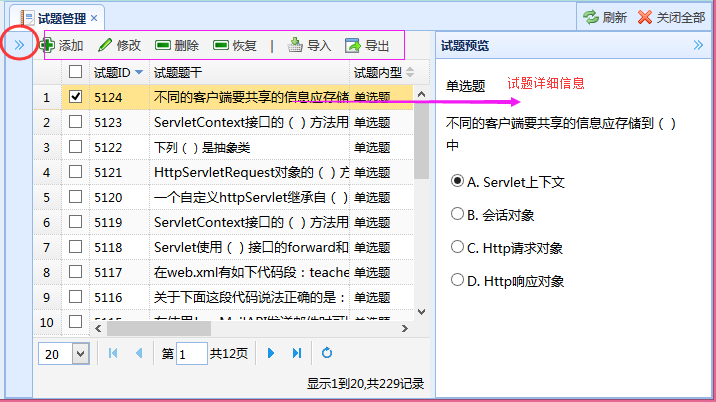 试题管理 ×
刷新 关闭全部
添加 修改 删除 恢复 | 导入 导出
试题ID 试题题干 试题内型
1 5124 不同的客户端要共享的信息应存储 单选题
2 5123 ServletContext接口的（ ）方法用 单选题
3 5122 下列（ ）是抽象类 单选题
4 5121 HttpServletRequest对象的（ ）方 单选题
5 5120 一个自定义httpServlet继承自（ ） 单选题
6 5119 ServletContext接口的（ ）方法用 单选题
7 5118 Servlet使用（ ）接口的forward和 单选题
8 5117 在web.xml有如下代码段：teache 单选题
9 5116 关于下面这段代码说法正确的是： 单选题
10 5115 单选题
20 第 1 共12页
显示1到20,共229记录
试题预览
单选题 试题详细信息
不同的客户端要共享的信息应存储到（ ）
中
A. Servlet上下文
B. 会话对象
C. Http请求对象
D. Http响应对象